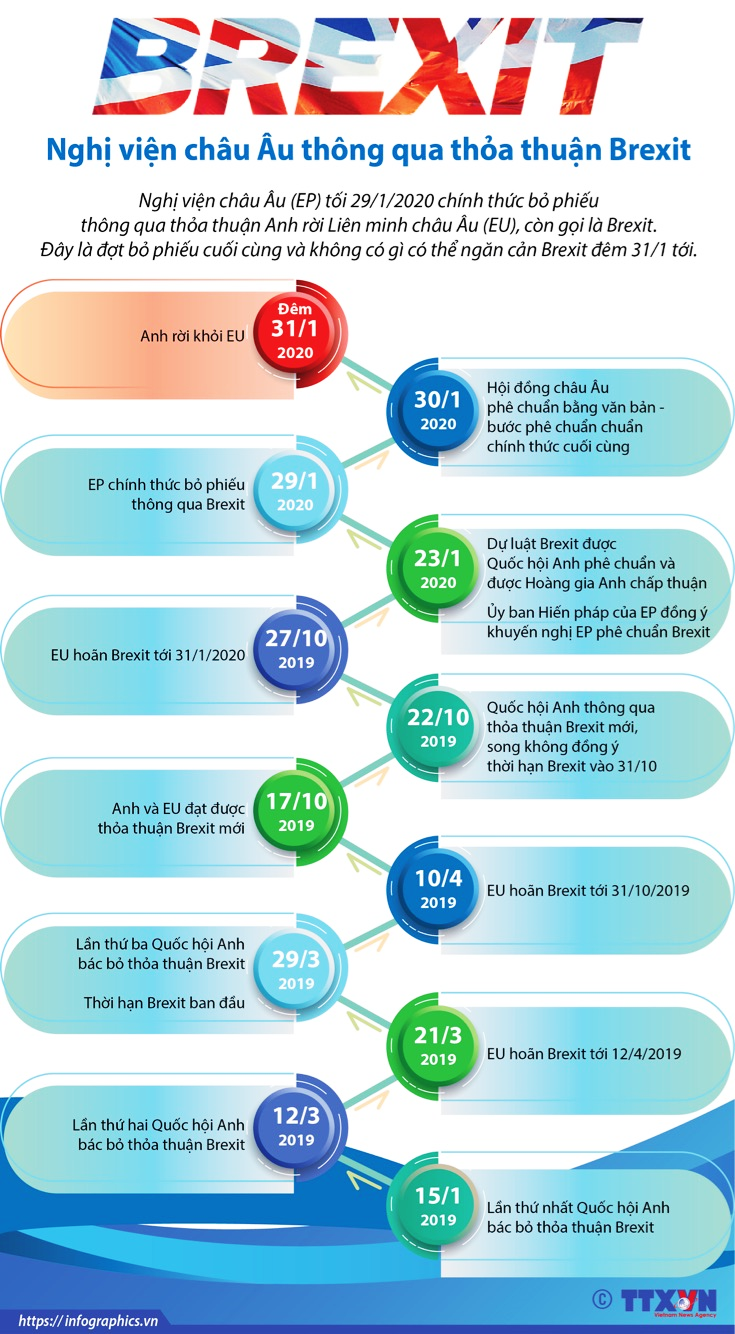 BREXIT
Nghị viện châu Âu thông qua thỏa thuận Brexit
Nghị viện châu Âu (EP) tối 29/1/2020 chính thức bỏ phiếu
thông qua thỏa thuận Anh rời Liên minh châu Âu (EU), còn gọi là Brexit.
Đây là đợt bỏ phiếu cuối cùng và không có gì có thể ngăn cản Brexit đêm 31/1 tới.
Anh rời khỏi EU
Đêm
31/1
2020
30/1
2020
Hội đồng châu Âu
phê chuẩn bằng văn bản -
bước phê chuẩn chuẩn
chính thức cuối cùng
EP chính thức bỏ phiếu
thông qua Brexit
29/1
2020
23/1
2020
Dự luật Brexit được
Quốc hội Anh phê chuẩn và
được Hoàng gia Anh chấp thuận
Ủy ban Hiến pháp của EP đồng ý
khuyến nghị EP phê chuẩn Brexit
EU hoãn Brexit tới 31/1/2020
27/10
2019
22/10
2019
Quốc hội Anh thông qua
thỏa thuận Brexit mới,
song không đồng ý
thời hạn Brexit vào 31/10
Anh và EU đạt được
thỏa thuận Brexit mới
17/10
2019
10/4
2019
EU hoãn Brexit tới 31/10/2019
Lần thứ ba Quốc hội Anh
bác bỏ thỏa thuận Brexit
Thời hạn Brexit ban đầu
29/3
2019
21/3
2019
EU hoãn Brexit tới 12/4/2019
Lần thứ hai Quốc hội Anh
bác bỏ thỏa thuận Brexit
12/3
2019
15/1
2019
Lần thứ nhất Quốc hội Anh
bác bỏ thỏa thuận Brexit
https://infographics.vn
© TTXVN
Vietnam News Agency